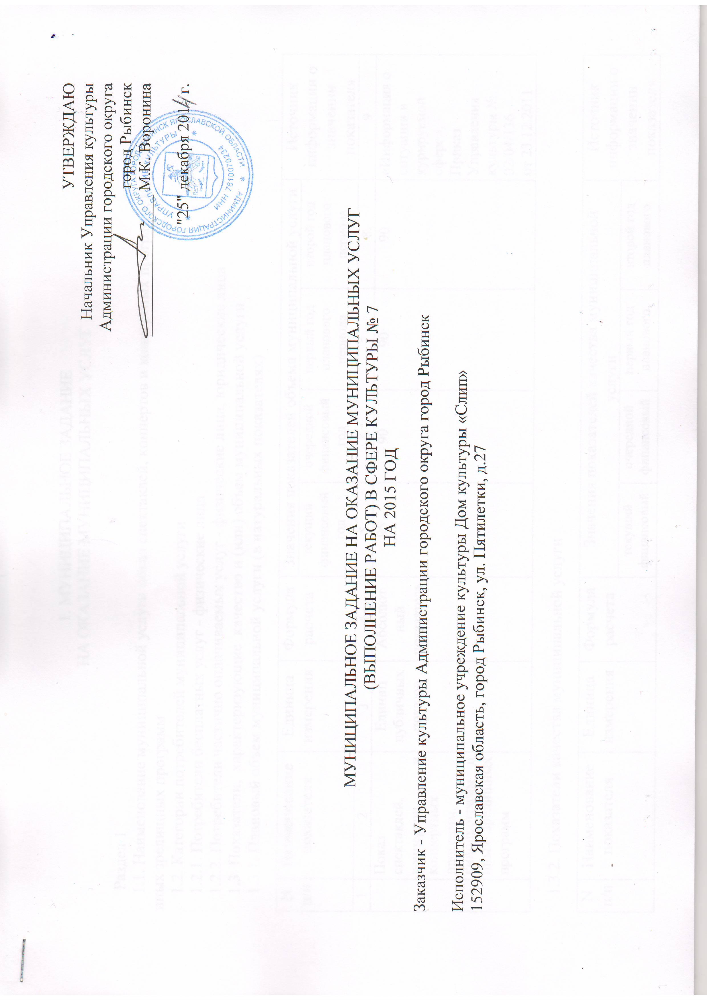 УТВЕРЖДАЮ
Начальник Управления культуры
Администрации городского округа
город Рыбинск
М.К. Воронина
"25" декабря 2014 г.
АДМИНИСТРАЦИЯ ГОРОДСКОГО ОКРУГА ГОРОД РЫБИНСК ЯРОСЛАВСКОЙ ОБЛАСТИ
УПРАВЛЕНИЕ КУЛЬТУРЫ
ИНН 7610070234
МУНИЦИПАЛЬНОЕ ЗАДАНИЕ НА ОКАЗАНИЕ МУНИЦИПАЛЬНЫХ УСЛУГ
(ВЫПОЛНЕНИЕ РАБОТ) В СФЕРЕ КУЛЬТУРЫ № 7
НА 2015 ГОД
Заказчик - Управление культуры Администрации городского округа город Рыбинск
Исполнитель - муниципальное учреждение культуры Дом культуры «Слип»
152909, Ярославская область, город Рыбинск, ул. Пятилетки, д.27